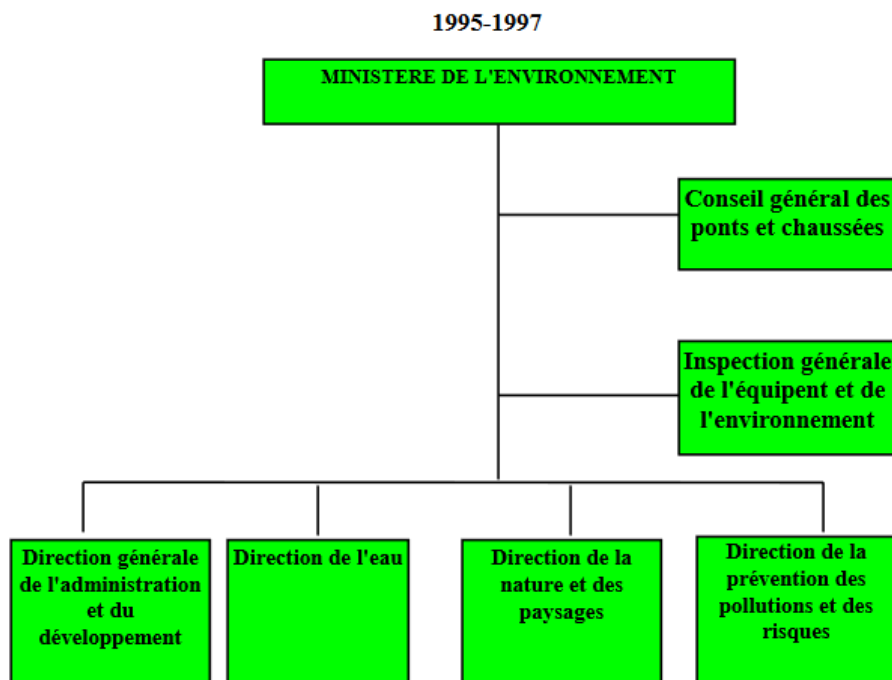 1995-1997
MINISTERE DE L'ENVIRONNEMENT
Conseil général des
ponts et chaussées
Inspection générale
de l'équipent et de
l'environnement
Direction générale
de l'administration
et du
développement
Direction de l'eau
Direction de la
nature et des
paysages
Direction de la
prévention des
pollutions et des
risques